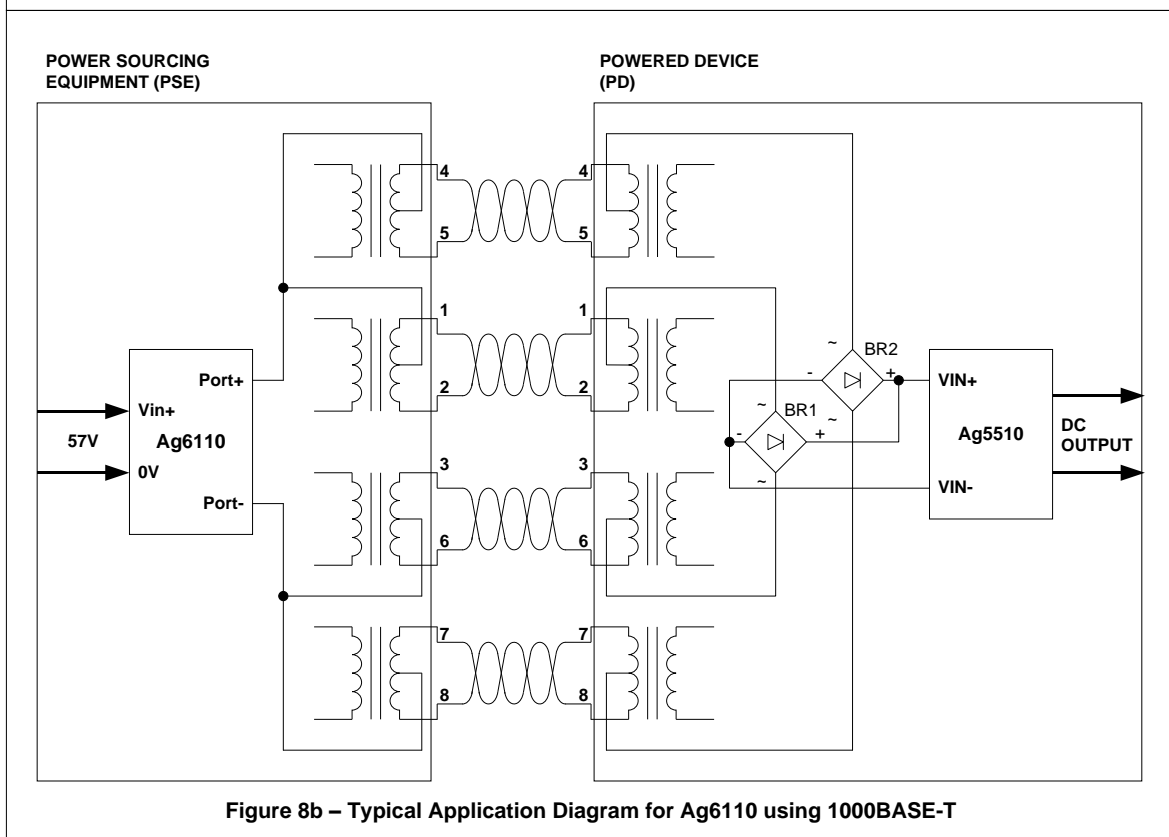 POWER SOURCING
EQUIPMENT (PSE)
POWERED DEVICE
(PD)
4
5
4
5
1
2
1
2
3
6
3
6
7
8
7
8
Port+
Vin+
57V
Ag6110
0V
Port-
~
BR2
-
+
~
~
BR1
-
+
~
VIN+
Ag5510
VIN-
DC
OUTPUT
Figure 8b – Typical Application Diagram for Ag6110 using 1000BASE-T